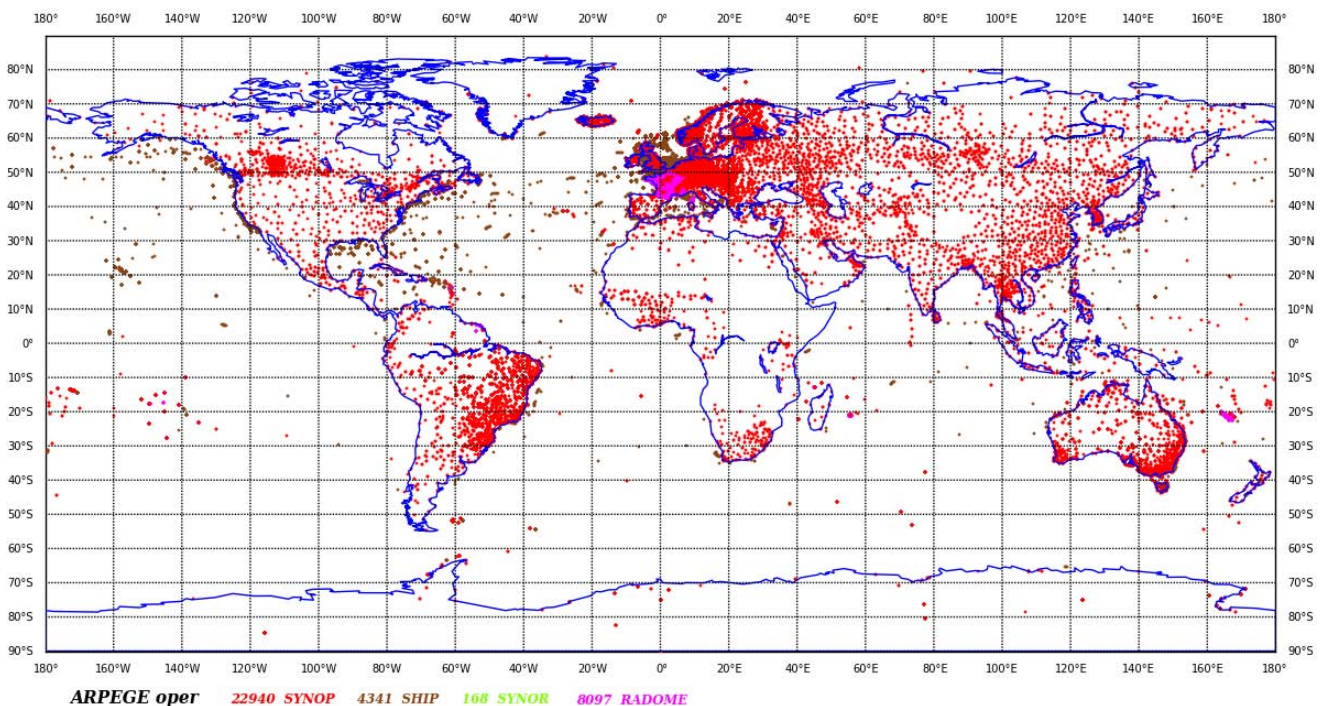 180° 160°W 140°W 120°W 100°W 80°W 60°W 40°W 20°W 0° 20°E 40°E 60°E 80°E 100°E 120°E 140°E 160°E 180°
80°N 80°N
70°N 70°N
60°N 60°N
50°N 50°N
40°N 40°N
30°N 30°N
20°N 20°N
10°N 10°N
0° 0°
10°S 10°S
20°S 20°S
30°S 30°S
40°S 40°S
50°S 50°S
60°S 60°S
70°S 70°S
80°S 80°S
90°S 90°S
180° 160°W 140°W 120°W 100°W 80°W 60°W 40°W 20°W 0° 20°E 40°E 60°E 80°E 100°E 120°E 140°E 160°E 180°
ARPEGE oper 22940 SYNOP 4341 SHIP 168 SYNOR 8097 RADOME